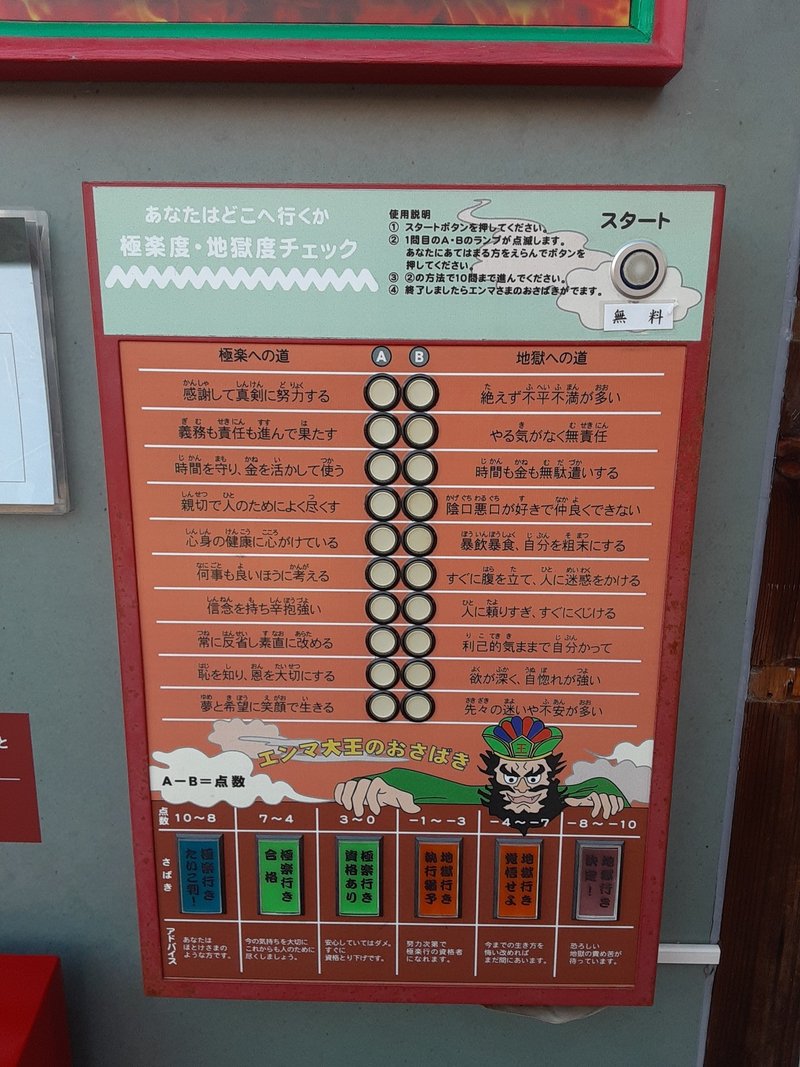 あなたはどこへ行くか
極楽度・地獄度チェック
使用説明
① スタートボタンを押してください。
② 1問目のA・Bのランプが点滅します。
あなたにあてはまる方をえらんでボタンを
押してください。
③ ②の方法で10問まで進んでください。
④ 終了しましたらエンマさまのおさばきがでます。
スタート
無料
極楽への道 A B 地獄への道
感謝して真剣に努力する 絶えず不平不満が多い
義務も責任も進んで果たす やる気がなく無責任
時間を守り、金を活かして使う 時間も金も無駄遣いする
親切で人のためによく尽くす 陰口悪口が好きで仲良くできない
心身の健康に心がけている 暴飲暴食、自分を粗末にする
何事も良いほうに考える すぐに腹を立て、人に迷惑をかける
信念を持ち辛抱強い 人に頼りすぎ、すぐにくじける
常に反省し素直に改める 利己的気ままで自分かって
恥を知り、恩を大切にする 欲が深く、自惚れが強い
夢と希望に笑顔で生きる 先々の迷いや不安が多い
エンマ大王のおさばき
王
A−B＝点数
点数 10〜8 7〜4 3〜0 −1〜−3 −4〜−7 −8〜−10
さばき
極楽行き
たいこ判！
極楽行き
合格
極楽行き
資格あり
地獄行き
執行猶予
地獄行き
覚悟せよ
地獄行き
決定！
アドバイス
あなたは
ほとけさまの
ような方です。
今の気持ちを大切に
これからも人のために
尽くしましょう。
安心していてはダメ。
すぐに
資格とり下げです。
努力次第で
極楽行の資格者
になれます。
今までの生き方を
悔い改めれば
まだ間にあいます。
恐ろしい
地獄の責め苦が
待っています。
と